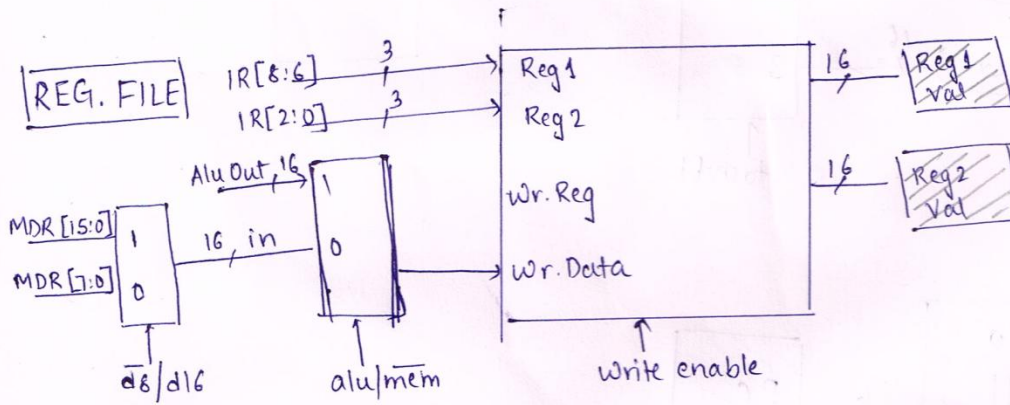 REG. FILE
IR[8:6]
3
IR[2:0]
3
Alu Out
16
1
0
MDR[15:0]
MDR[7:0]
1
0
16
in
d̅8̅/d16
alu/m̅e̅m̅
Reg1
Reg2
Wr. Reg
Wr. Data
write enable
16
Reg1
Val
16
Reg2
Val